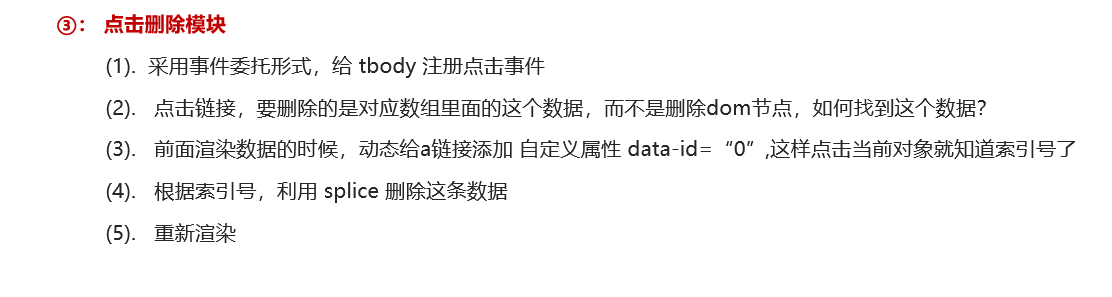 ③： 点击删除模块
(1). 采用事件委托形式，给 tbody 注册点击事件
(2). 点击链接，要删除的是对应数组里面的这个数据，而不是删除dom节点，如何找到这个数据?
(3). 前面渲染数据的时候，动态给a链接添加 自定义属性 data-id=“0”,这样点击当前对象就知道索引号了
(4). 根据索引号，利用 splice 删除这条数据
(5). 重新渲染